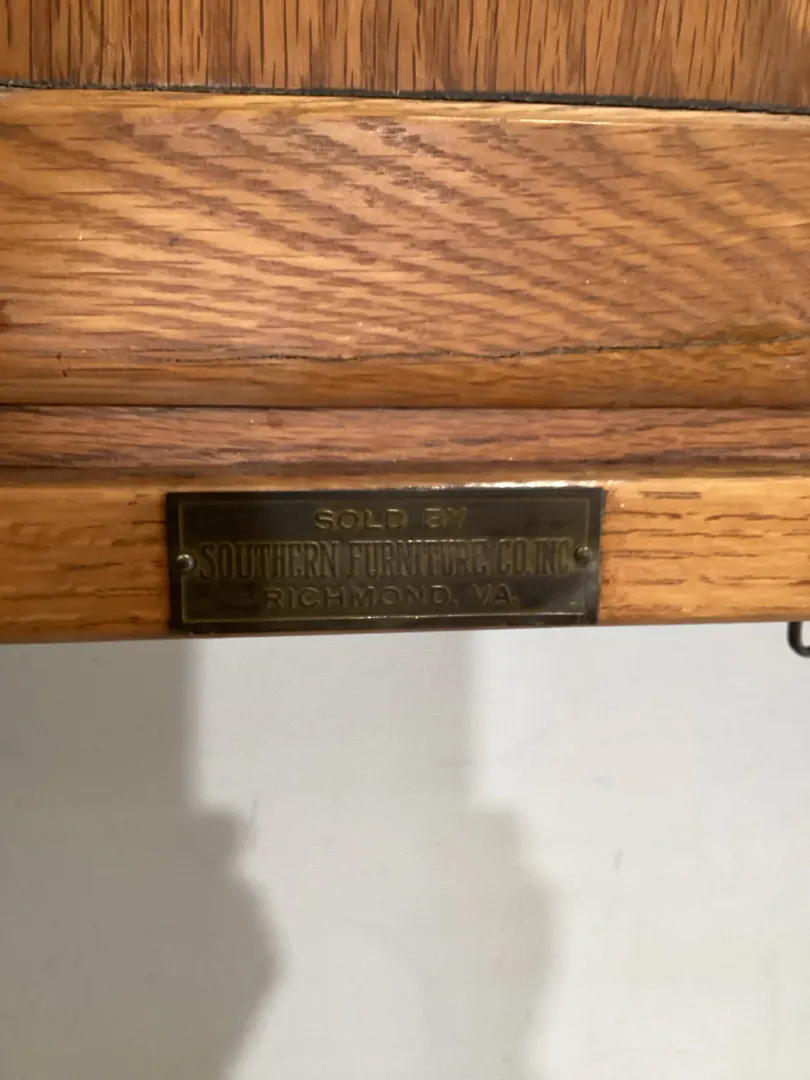 SOLD BY
SOUTHERN FURNITURE CO. INC.
RICHMOND, VA.